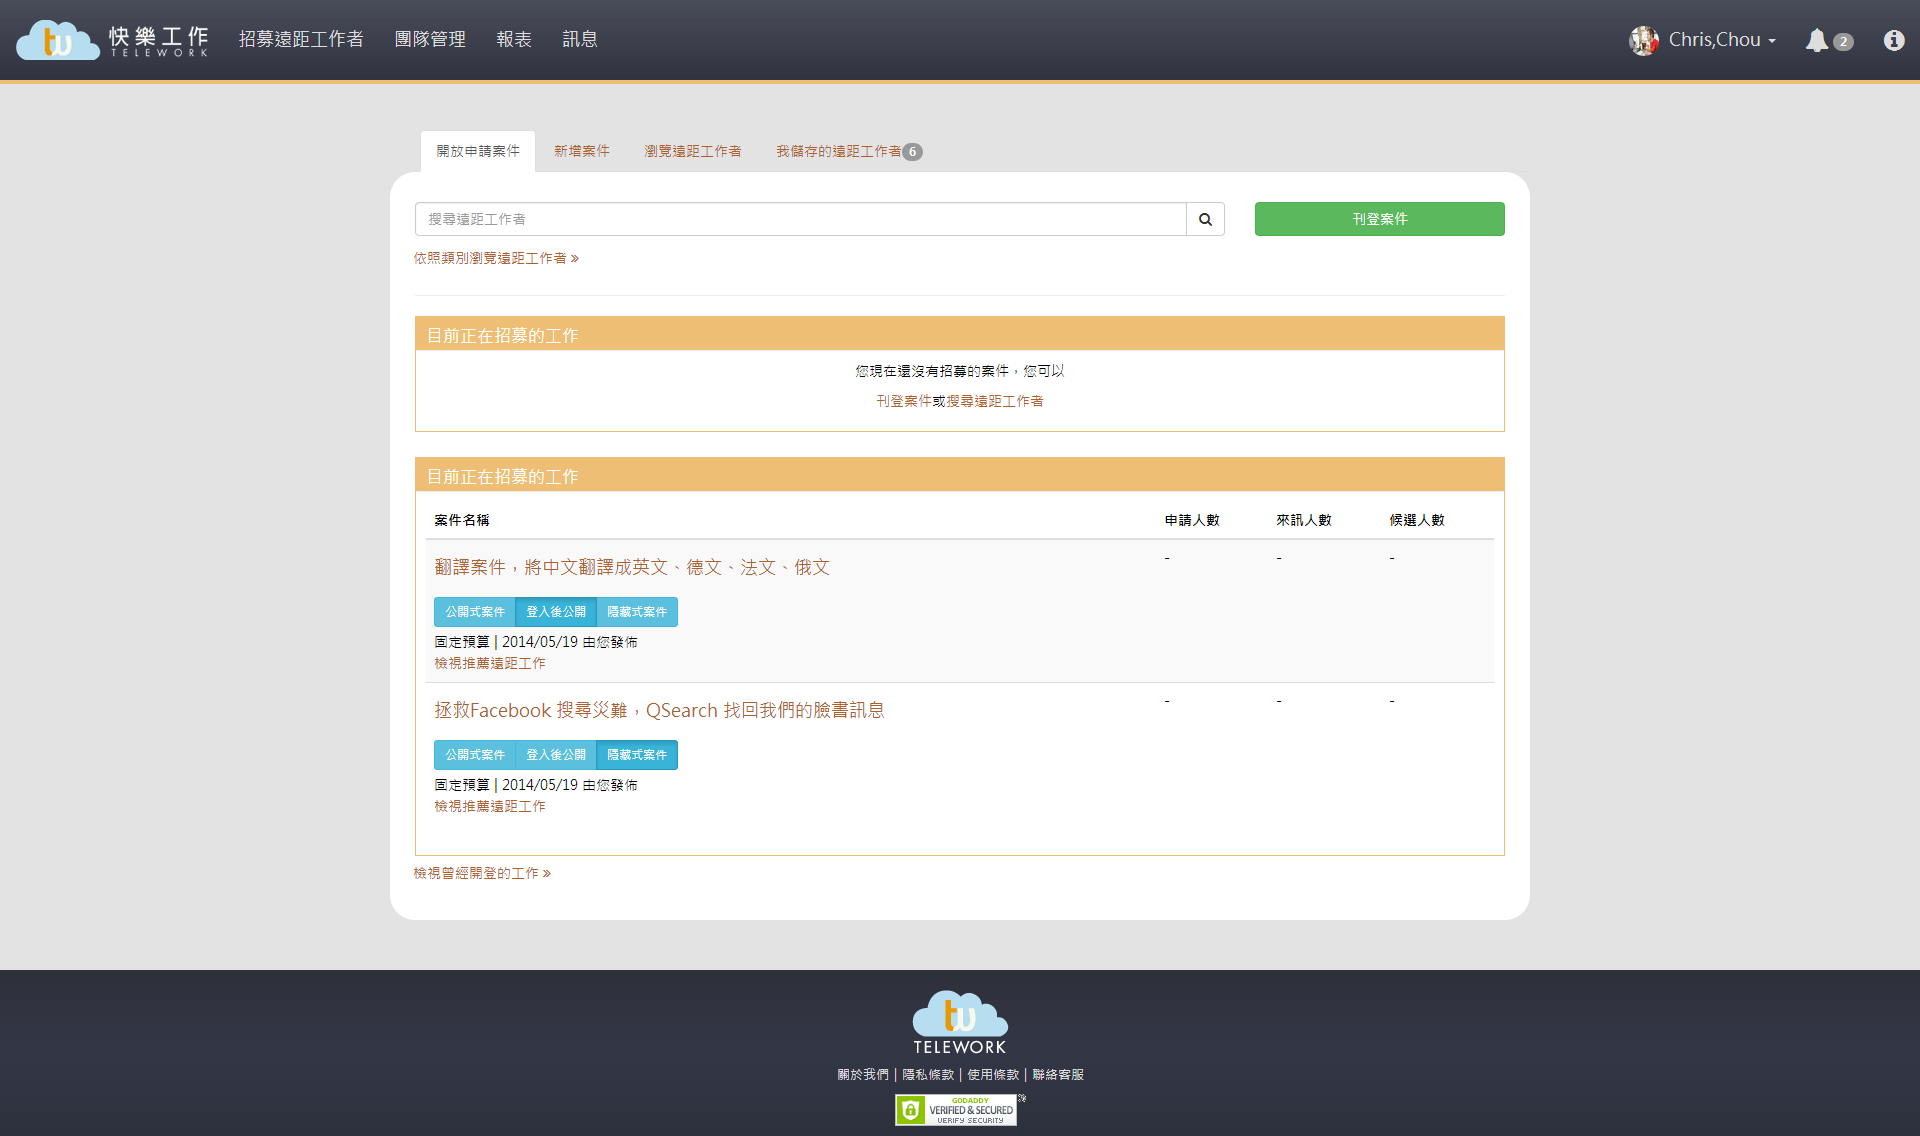 tw 快樂工作 TELEWORK 招募遠距工作者 團隊管理 報表 訊息 Chris,Chou 2
開放申請案件 新增案件 瀏覽遠距工作者 我儲存的遠距工作者 6
搜尋遠距工作者 刊登案件
依照類別瀏覽遠距工作者 »
目前正在招募的工作
您現在還沒有招募的案件，您可以
刊登案件或搜尋遠距工作者
目前正在招募的工作
案件名稱 申請人數 來訊人數 候選人數
翻譯案件，將中文翻譯成英文、德文、法文、俄文 - - -
公開式案件 登入後公開 隱藏式案件
固定預算 | 2014/05/19 由您發佈
檢視推薦遠距工作
拯救Facebook 搜尋災難，QSearch 找回我們的臉書訊息 - - -
公開式案件 登入後公開 隱藏式案件
固定預算 | 2014/05/19 由您發佈
檢視推薦遠距工作
檢視曾經開登的工作 »
tw
TELEWORK
關於我們 | 隱私條款 | 使用條款 | 聯絡客服
GODADDY
VERIFIED & SECURED
VERIFY SECURITY